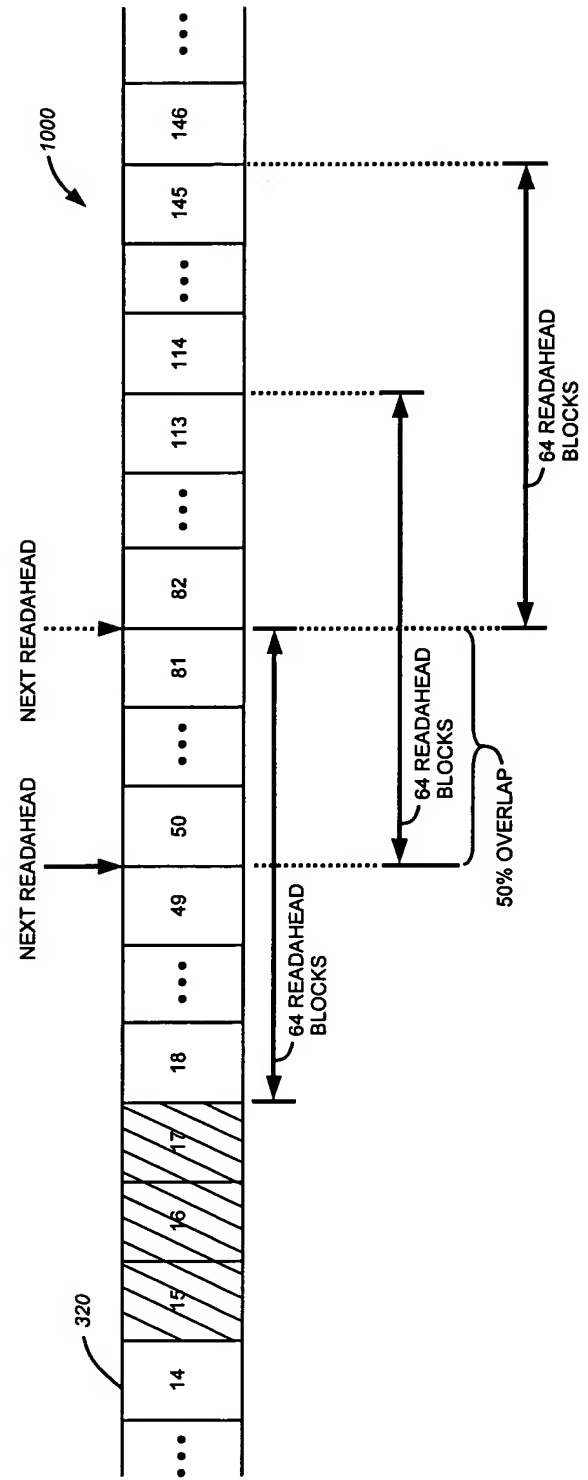 1000
NEXT READAHEAD
NEXT READAHEAD
320
••• 14 15 16 17 18 ••• 49 50 ••• 81 82 ••• 113 114 ••• 145 146 •••
64 READAHEAD
BLOCKS
64 READAHEAD
BLOCKS
64 READAHEAD
BLOCKS
50% OVERLAP